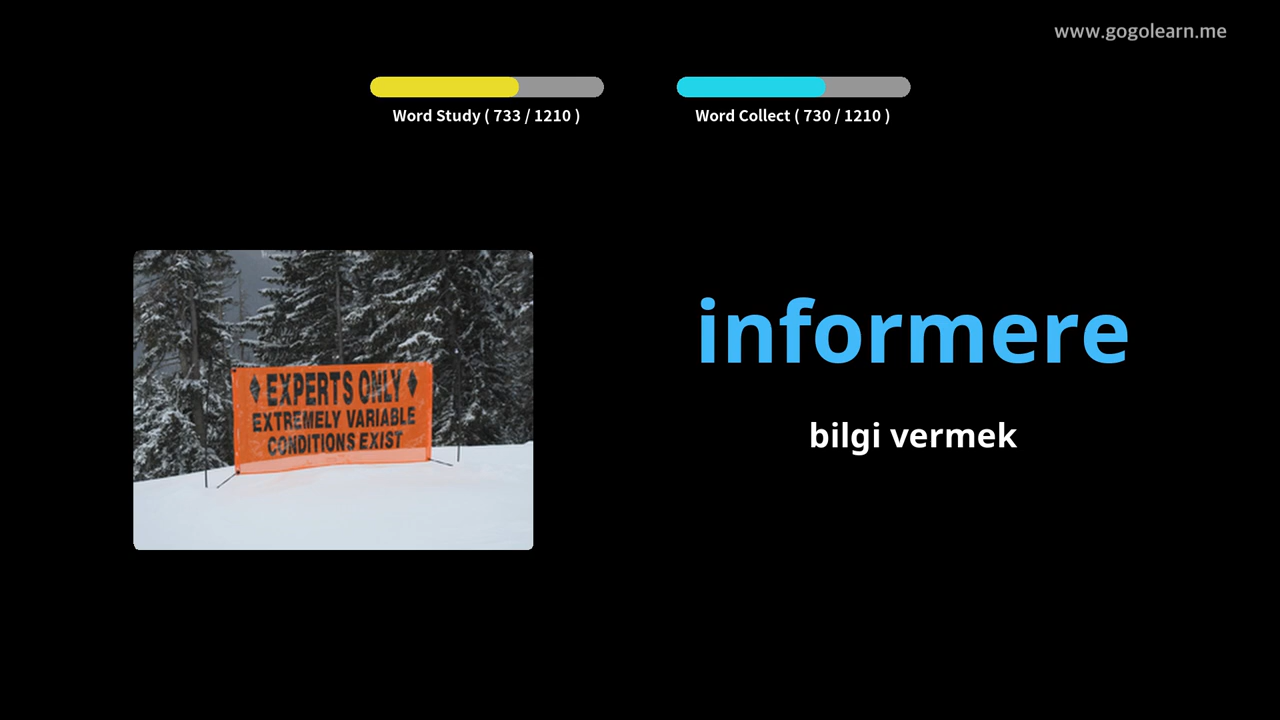 www.gogolearn.me
Word Study ( 733 / 1210 )
Word Collect ( 730 / 1210 )
EXPERTS ONLY
EXTREMELY VARIABLE
CONDITIONS EXIST
informere
bilgi vermek